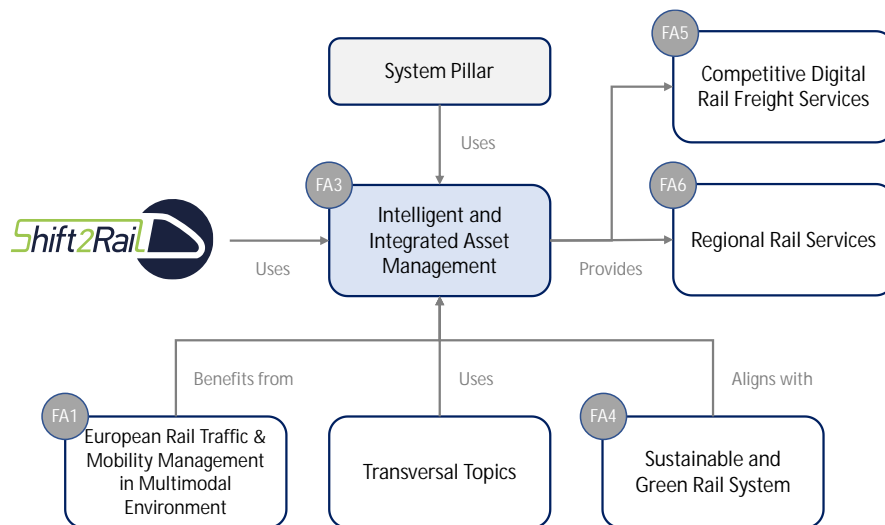 FA5
System Pillar
Competitive Digital
Rail Freight Services
Uses
FA3
FA6
Intelligent and
Integrated Asset
Management
Shift2Rail
Regional Rail Services
Uses
Provides
Benefits from
Uses
Aligns with
FA1
FA4
European Rail Traffic &
Mobility Management
in Multimodal
Environment
Transversal Topics
Sustainable and
Green Rail System